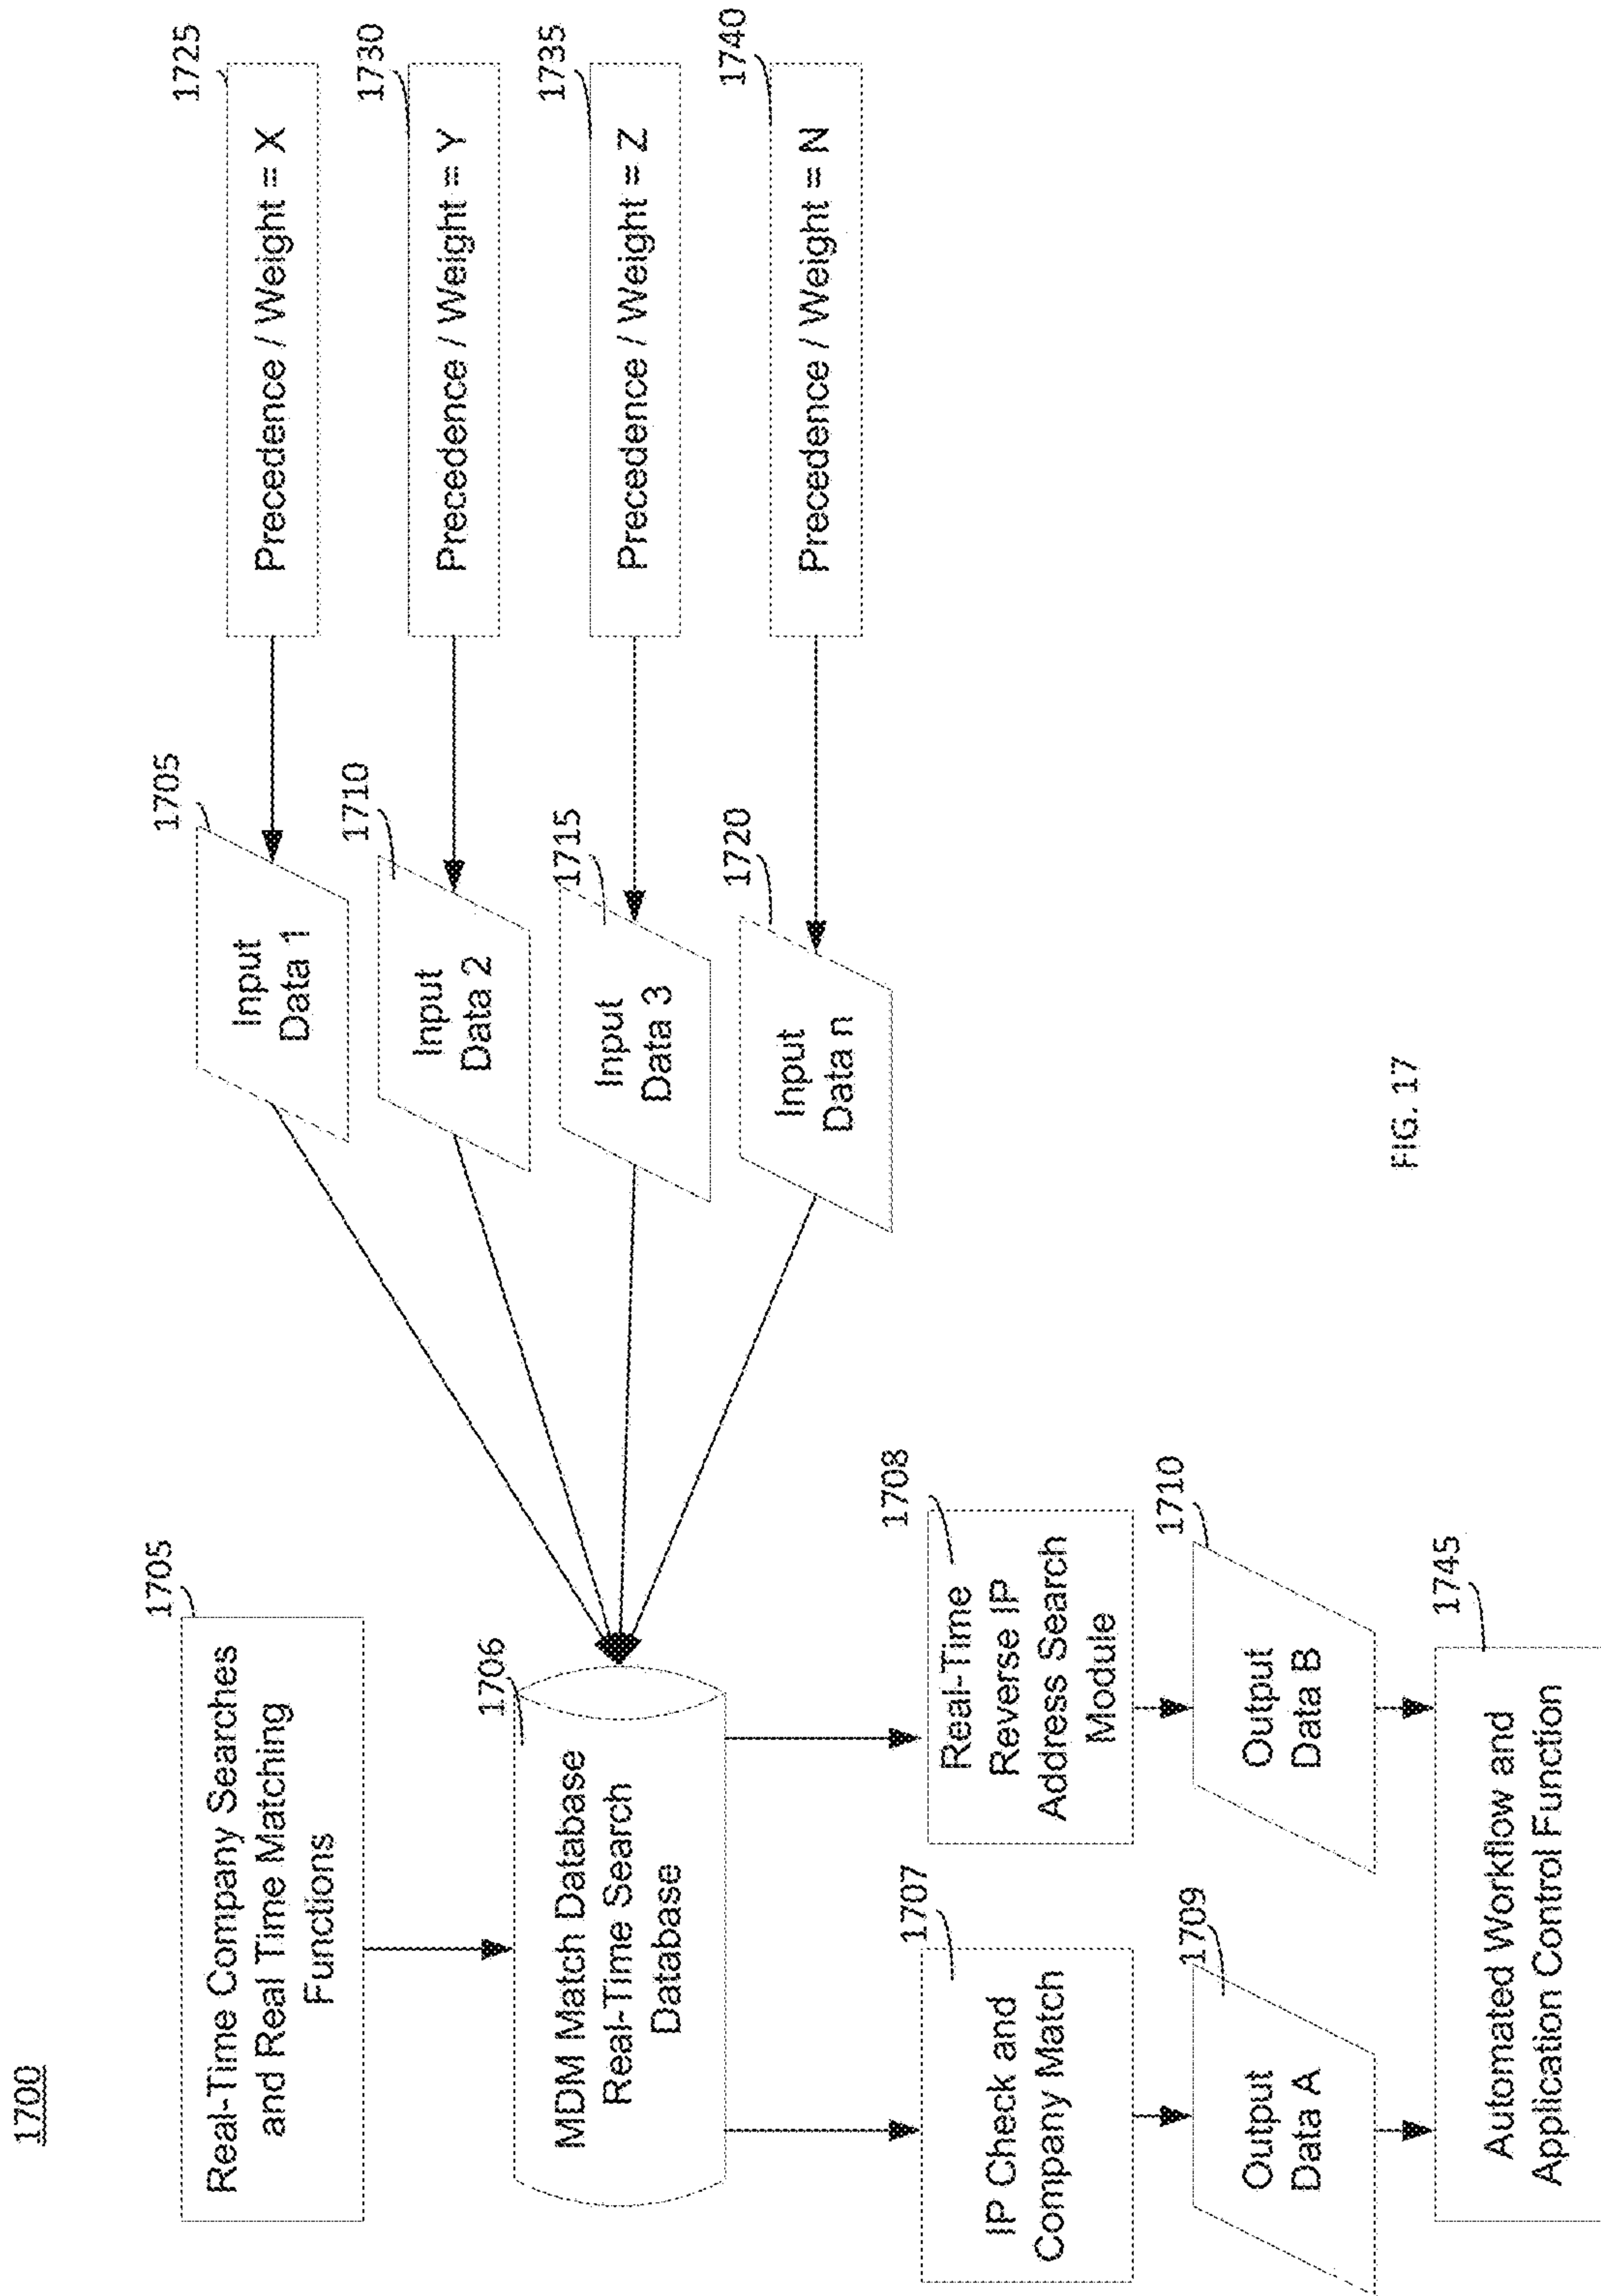 1700
1705
Real-Time Company Searches
and Real Time Matching
Functions
1706
MDM Match Database
Real-Time Search
Database
1707
IP Check and
Company Match
1708
Real-Time
Reverse IP
Address Search
Module
1709
Output
Data A
1710
Output
Data B
1745
Automated Workflow and
Application Control Function
1705
Input
Data 1
1710
Input
Data 2
1715
Input
Data 3
1720
Input
Data n
1725
Precedence / Weight = X
1730
Precedence / Weight = Y
1735
Precedence / Weight = Z
1740
Precedence / Weight = N
FIG. 17